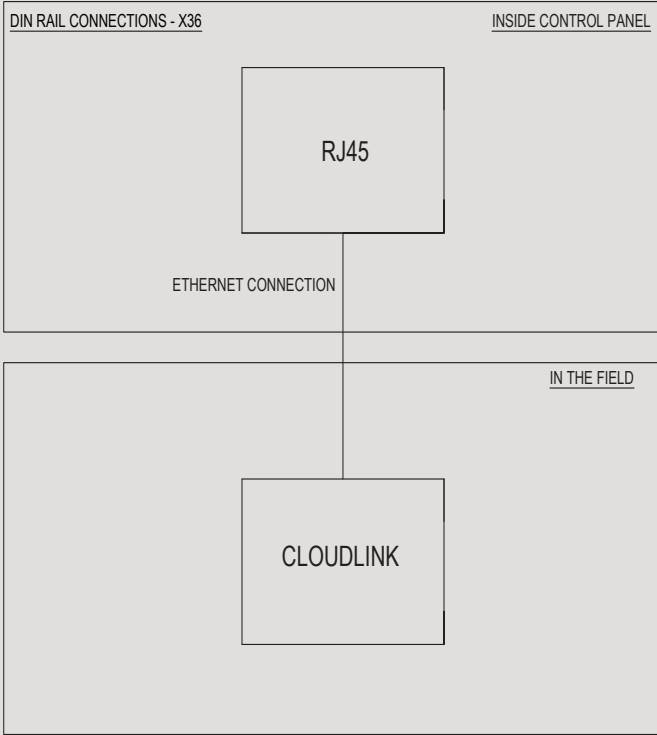 DIN RAIL CONNECTIONS - X36
INSIDE CONTROL PANEL
RJ45
ETHERNET CONNECTION
IN THE FIELD
CLOUDLINK